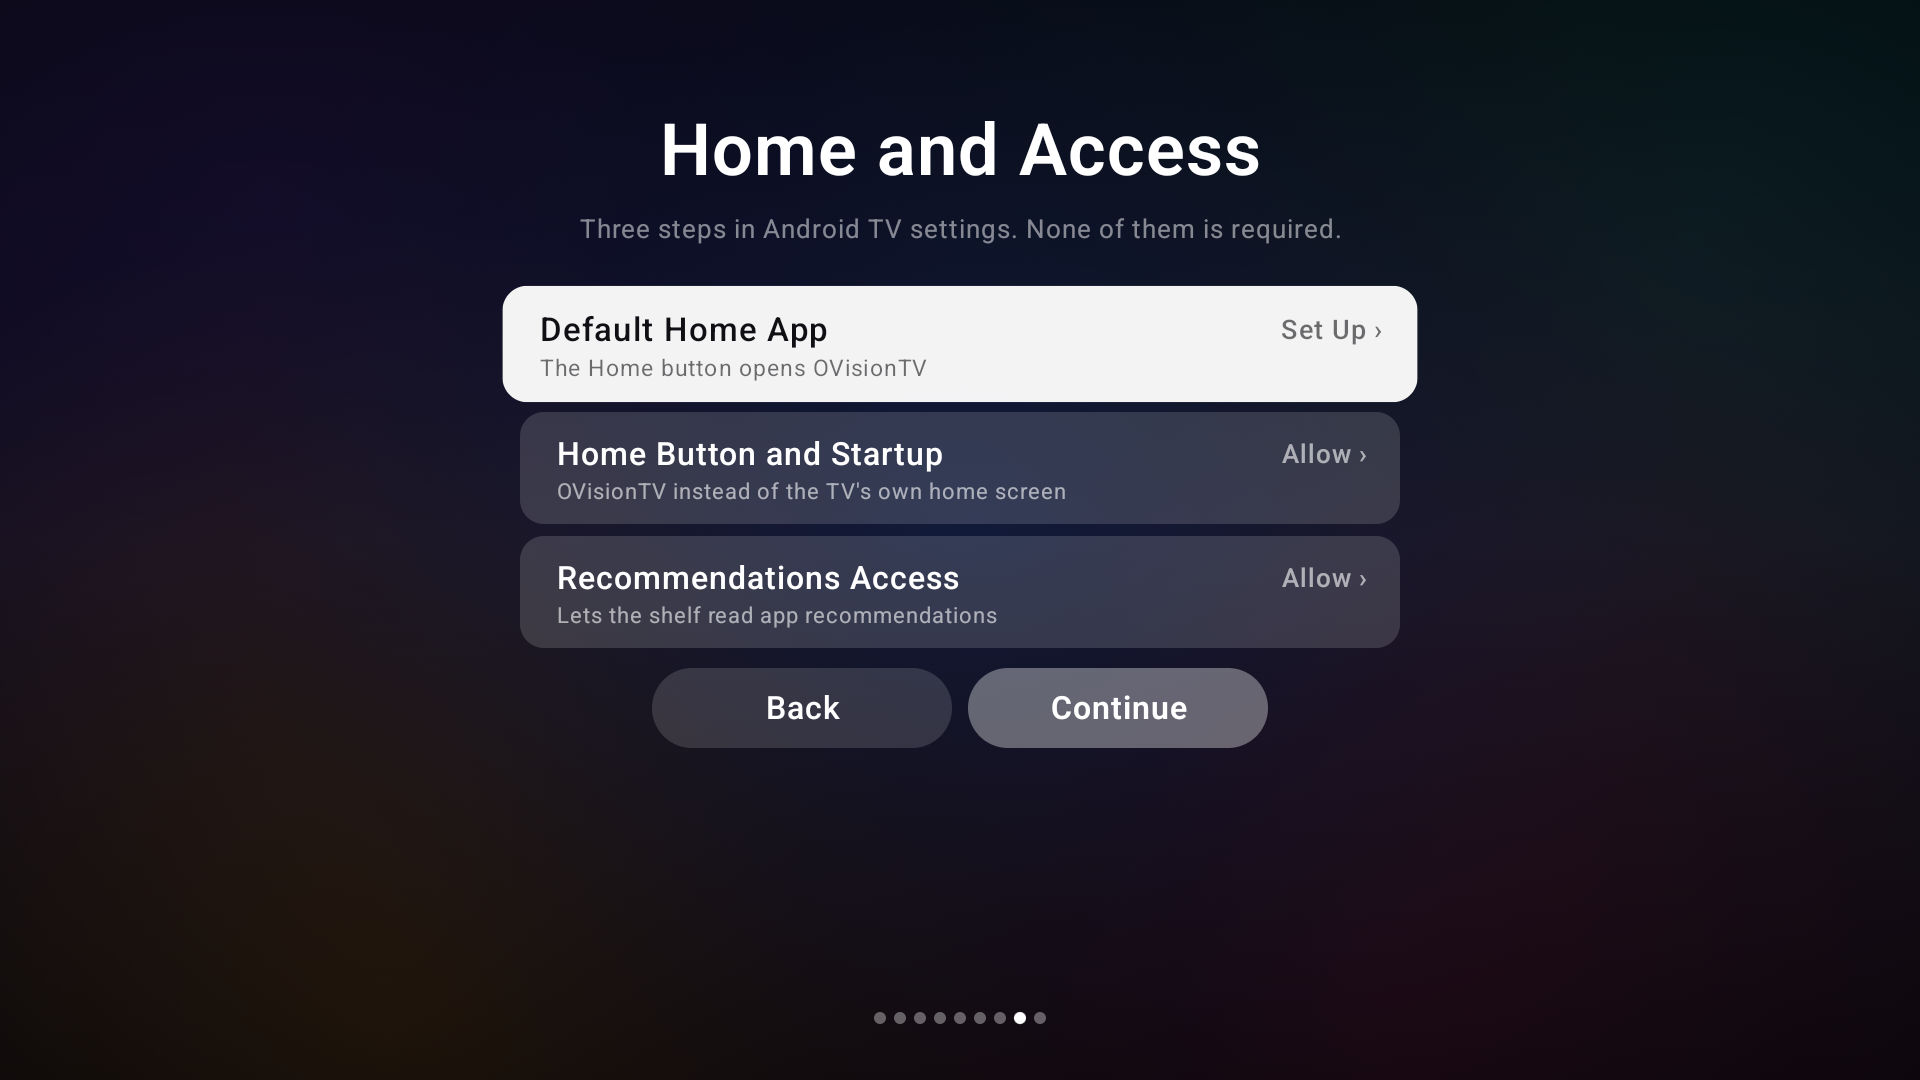 Home and Access
Three steps in Android TV settings. None of them is required.
Default Home App
Set Up ›
The Home button opens OVisionTV
Home Button and Startup
Allow ›
OVisionTV instead of the TV's own home screen
Recommendations Access
Allow ›
Lets the shelf read app recommendations
Back
Continue